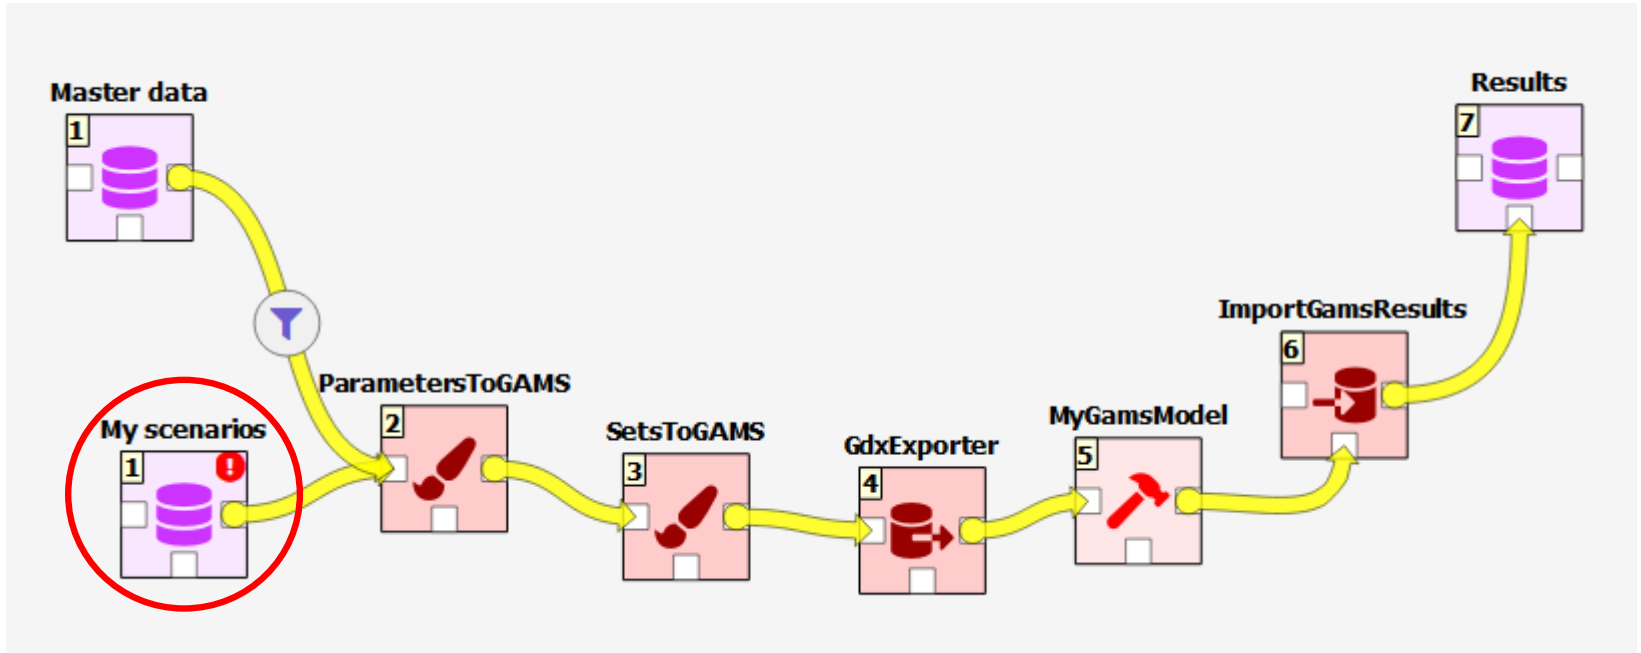 Master data
1
My scenarios
1
!
ParametersToGAMS
2
SetsToGAMS
3
GdxExporter
4
MyGamsModel
5
ImportGamsResults
6
Results
7